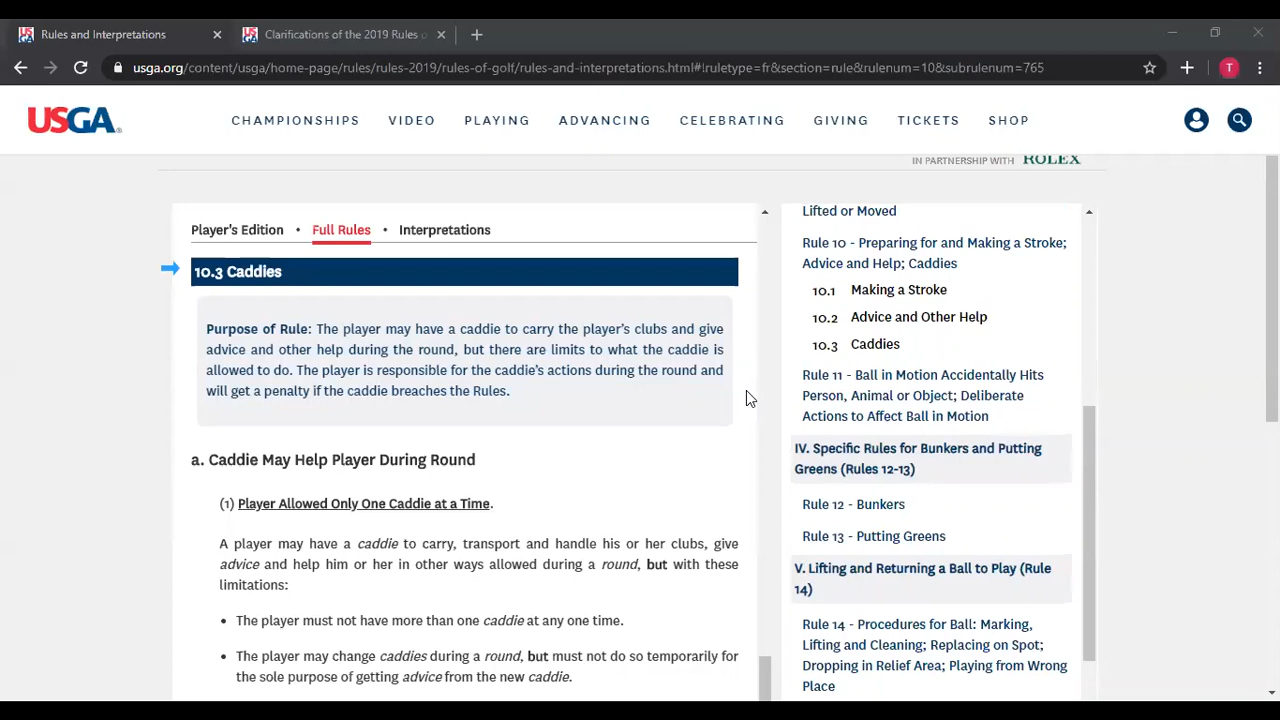 Rules and Interpretations
Clarifications of the 2019 Rules o
usga.org/content/usga/home-page/rules/rules-2019/rules-of-golf/rules-and-interpretations.html#!ruletype=fr&section=rule&rulenum=10&subrulenum=765
T
USGA
CHAMPIONSHIPS VIDEO PLAYING ADVANCING CELEBRATING GIVING TICKETS SHOP
IN PARTNERSHIP WITH ROLEX
Player's Edition • Full Rules • Interpretations
10.3 Caddies
Purpose of Rule: The player may have a caddie to carry the player's clubs and give
advice and other help during the round, but there are limits to what the caddie is
allowed to do. The player is responsible for the caddie's actions during the round and
will get a penalty if the caddie breaches the Rules.
a. Caddie May Help Player During Round
(1) Player Allowed Only One Caddie at a Time.
A player may have a caddie to carry, transport and handle his or her clubs, give
advice and help him or her in other ways allowed during a round, but with these
limitations:
• The player must not have more than one caddie at any one time.
• The player may change caddies during a round, but must not do so temporarily for
the sole purpose of getting advice from the new caddie.
Lifted or Moved
Rule 10 - Preparing for and Making a Stroke;
Advice and Help; Caddies
10.1 Making a Stroke
10.2 Advice and Other Help
10.3 Caddies
Rule 11 - Ball in Motion Accidentally Hits
Person, Animal or Object; Deliberate
Actions to Affect Ball in Motion
IV. Specific Rules for Bunkers and Putting
Greens (Rules 12-13)
Rule 12 - Bunkers
Rule 13 - Putting Greens
V. Lifting and Returning a Ball to Play (Rule
14)
Rule 14 - Procedures for Ball: Marking,
Lifting and Cleaning; Replacing on Spot;
Dropping in Relief Area; Playing from Wrong
Place